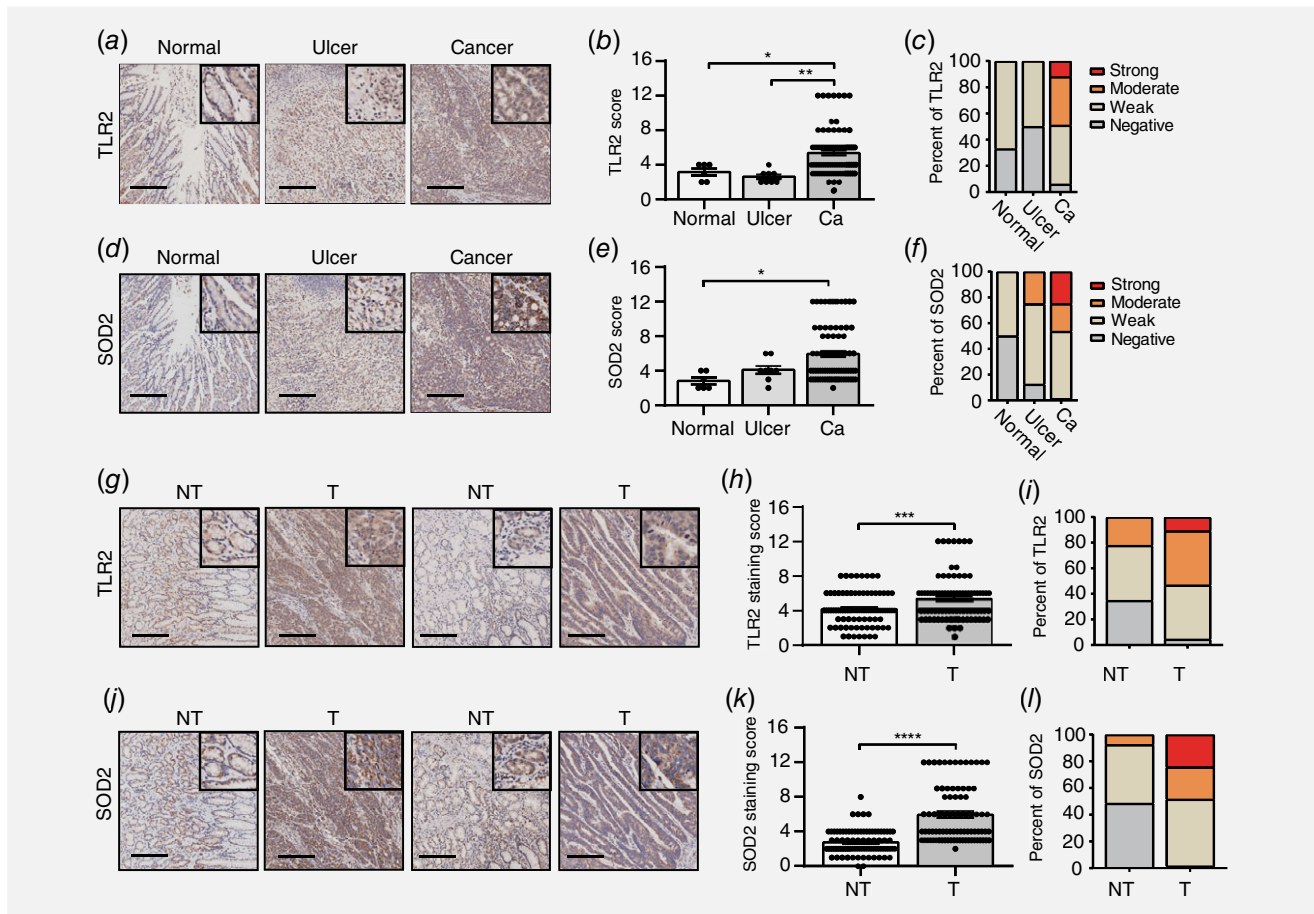 (a)
Normal
Ulcer
Cancer
TLR2
(b)
16
12
8
4
0
TLR2 score
*
**
Normal
Ulcer
Ca
(c)
100
80
60
40
20
0
Percent of TLR2
Normal
Ulcer
Ca
Strong
Moderate
Weak
Negative
(d)
Normal
Ulcer
Cancer
SOD2
(e)
16
12
8
4
0
SOD2 score
*
Normal
Ulcer
Ca
(f)
100
80
60
40
20
0
Percent of SOD2
Normal
Ulcer
Ca
Strong
Moderate
Weak
Negative
(g)
NT
T
NT
T
TLR2
(h)
16
12
8
4
0
TLR2 staining score
***
NT
T
(i)
100
80
60
40
20
0
Percent of TLR2
NT
T
(j)
NT
T
NT
T
SOD2
(k)
16
12
8
4
0
SOD2 staining score
****
NT
T
(l)
100
80
60
40
20
0
Percent of SOD2
NT
T